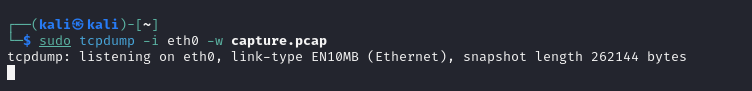 ┌──(kali㉿kali)-[~]
└─$ sudo tcpdump -i eth0 -w capture.pcap
tcpdump: listening on eth0, link-type EN10MB (Ethernet), snapshot length 262144 bytes